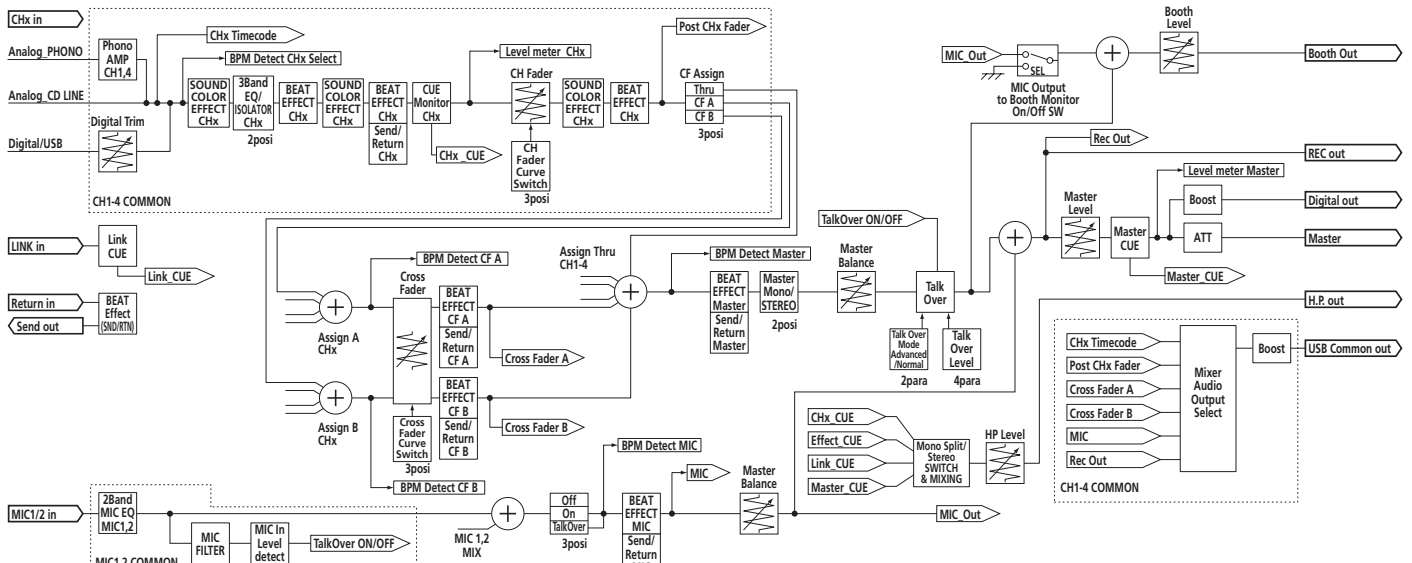 CHx in
Analog_PHONO
Phono
AMP
CH1,4
CHx Timecode
BPM Detect CHx Select
Analog_CD LINE
Digital Trim
Digital/USB
SOUND
COLOR
EFFECT
CHx
3Band
EQ/
ISOLATOR
CHx
2posi
BEAT
EFFECT
CHx
SOUND
COLOR
EFFECT
CHx
BEAT
EFFECT
CHx
Send/
Return
CHx
CUE
Monitor
CHx
CHx _CUE
Level meter CHx
CH Fader
CH
Fader
Curve
Switch
3posi
SOUND
COLOR
EFFECT
CHx
BEAT
EFFECT
CHx
Post CHx Fader
CF Assign
Thru
CF A
CF B
3posi
CH1-4 COMMON
MIC_Out
SEL
MIC Output
to Booth Monitor
On/Off SW
Booth
Level
Booth Out
Rec Out
REC out
Level meter Master
Master
Level
Master
CUE
Boost
Digital out
ATT
Master
Master_CUE
LINK in
Link
CUE
Link_CUE
Return in
Send out
BEAT
Effect
(SND/RTN)
Assign A
CHx
BPM Detect CF A
Cross
Fader
BEAT
EFFECT
CF A
Send/
Return
CF A
Cross Fader A
Assign B
CHx
Cross
Fader
Curve
Switch
3posi
BEAT
EFFECT
CF B
Send/
Return
CF B
Cross Fader B
BPM Detect CF B
Assign Thru
CH1-4
BPM Detect Master
BEAT
EFFECT
Master
Send/
Return
Master
Master
Mono/
STEREO
2posi
Master
Balance
TalkOver ON/OFF
Talk
Over
Talk Over
Mode
Advanced
/Normal
2para
Talk
Over
Level
4para
H.P. out
CHx Timecode
Post CHx Fader
Cross Fader A
Cross Fader B
MIC
Rec Out
Mixer
Audio
Output
Select
Boost
USB Common out
CH1-4 COMMON
CHx_CUE
Effect_CUE
Link_CUE
Master_CUE
Mono Split/
Stereo
SWITCH
& MIXING
HP Level
MIC1/2 in
2Band
MIC EQ
MIC1,2
MIC
FILTER
MIC In
Level
detect
TalkOver ON/OFF
MIC1,2 COMMON
MIC 1,2
MIX
Off
On
TalkOver
3posi
BPM Detect MIC
BEAT
EFFECT
MIC
Send/
Return
MIC
Master
Balance
MIC_Out